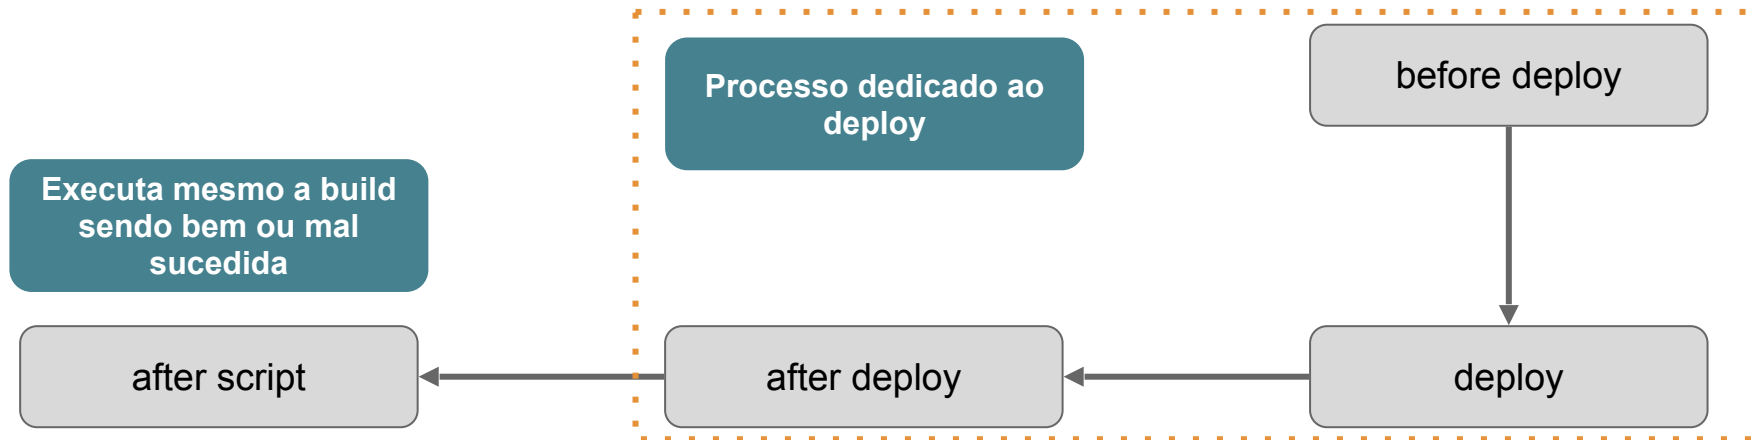 Processo dedicado ao
deploy
before deploy
Executa mesmo a build
sendo bem ou mal
sucedida
after script
after deploy
deploy